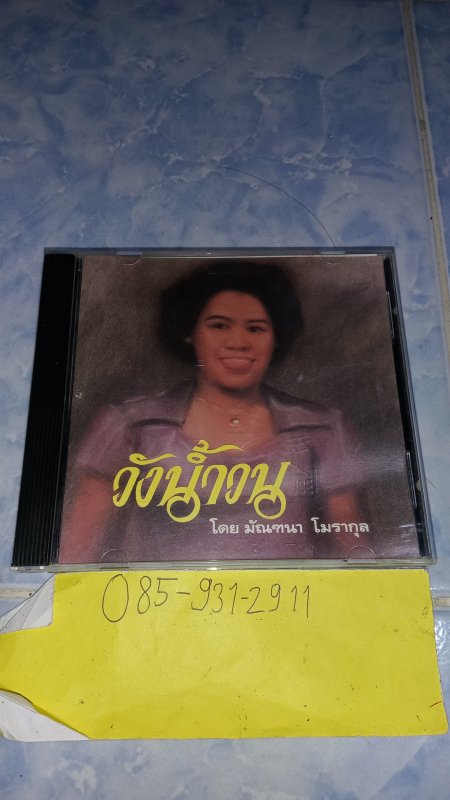 วังน้ำวน
โดย มัณฑนา โมรากุล
085-931-2911